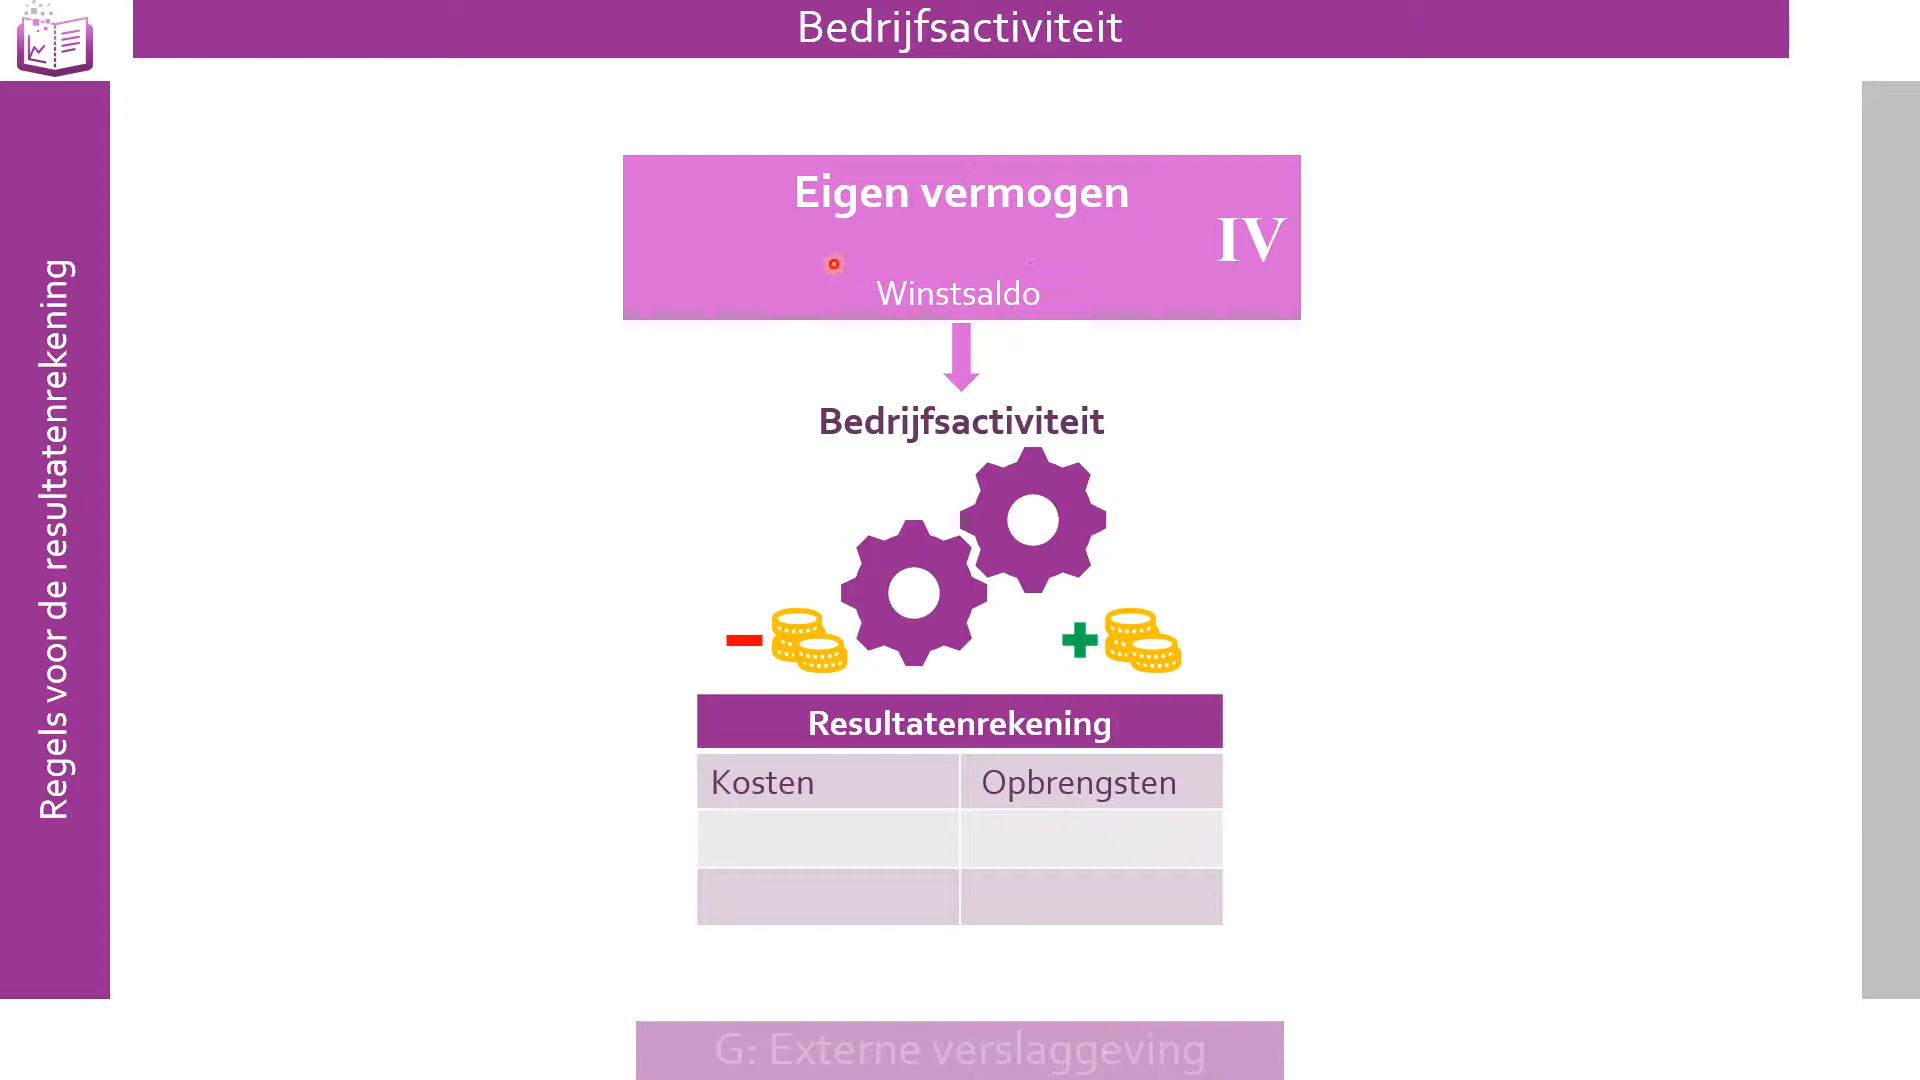 Bedrijfsactiviteit
Regels voor de resultatenrekening
Eigen vermogen
IV
Winstsaldo
Bedrijfsactiviteit
Resultatenrekening
Kosten
Opbrengsten
G: Externe verslaggeving